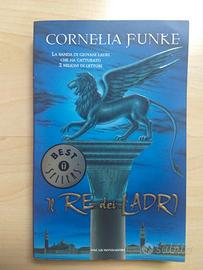 CORNELIA FUNKE
LA BANDA DI GIOVANI LADRI
CHE HA CATTURATO
2 MILIONI DI LETTORI
BEST
SELLERS
Il RE dei LADRI
Subito